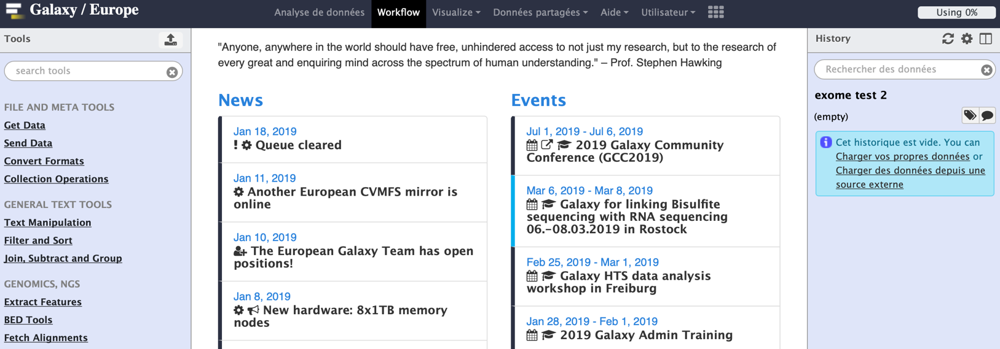 Galaxy / Europe
Analyse de données Workflow Visualize Données partagées Aide Utilisateur Using 0%
Tools
search tools
FILE AND META TOOLS
Get Data
Send Data
Convert Formats
Collection Operations
GENERAL TEXT TOOLS
Text Manipulation
Filter and Sort
Join, Subtract and Group
GENOMICS, NGS
Extract Features
BED Tools
Fetch Alignments
"Anyone, anywhere in the world should have free, unhindered access to not just my research, but to the research of
every great and enquiring mind across the spectrum of human understanding." – Prof. Stephen Hawking
News
Jan 18, 2019
Queue cleared
Jan 11, 2019
Another European CVMFS mirror is
online
Jan 10, 2019
The European Galaxy Team has open
positions!
Jan 8, 2019
New hardware: 8x1TB memory
nodes
Events
Jul 1, 2019 - Jul 6, 2019
2019 Galaxy Community
Conference (GCC2019)
Mar 6, 2019 - Mar 8, 2019
Galaxy for linking Bisulfite
sequencing with RNA sequencing
06.-08.03.2019 in Rostock
Feb 25, 2019 - Mar 1, 2019
Galaxy HTS data analysis
workshop in Freiburg
Jan 28, 2019 - Feb 1, 2019
2019 Galaxy Admin Training
History
Rechercher des données
exome test 2
(empty)
Cet historique est vide. You can
Charger vos propres données or
Charger des données depuis une
source externe